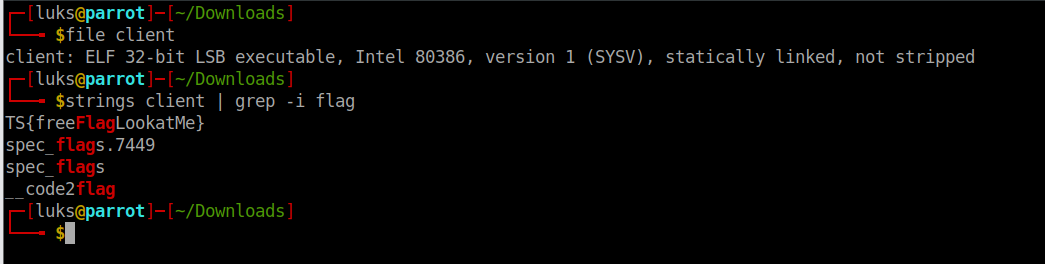 ┌─[luks@parrot]─[~/Downloads]
└──╼ $file client
client: ELF 32-bit LSB executable, Intel 80386, version 1 (SYSV), statically linked, not stripped
┌─[luks@parrot]─[~/Downloads]
└──╼ $strings client | grep -i flag
TS{freeFlagLookatMe}
spec_flags.7449
spec_flags
__code2flag
┌─[luks@parrot]─[~/Downloads]
└──╼ $